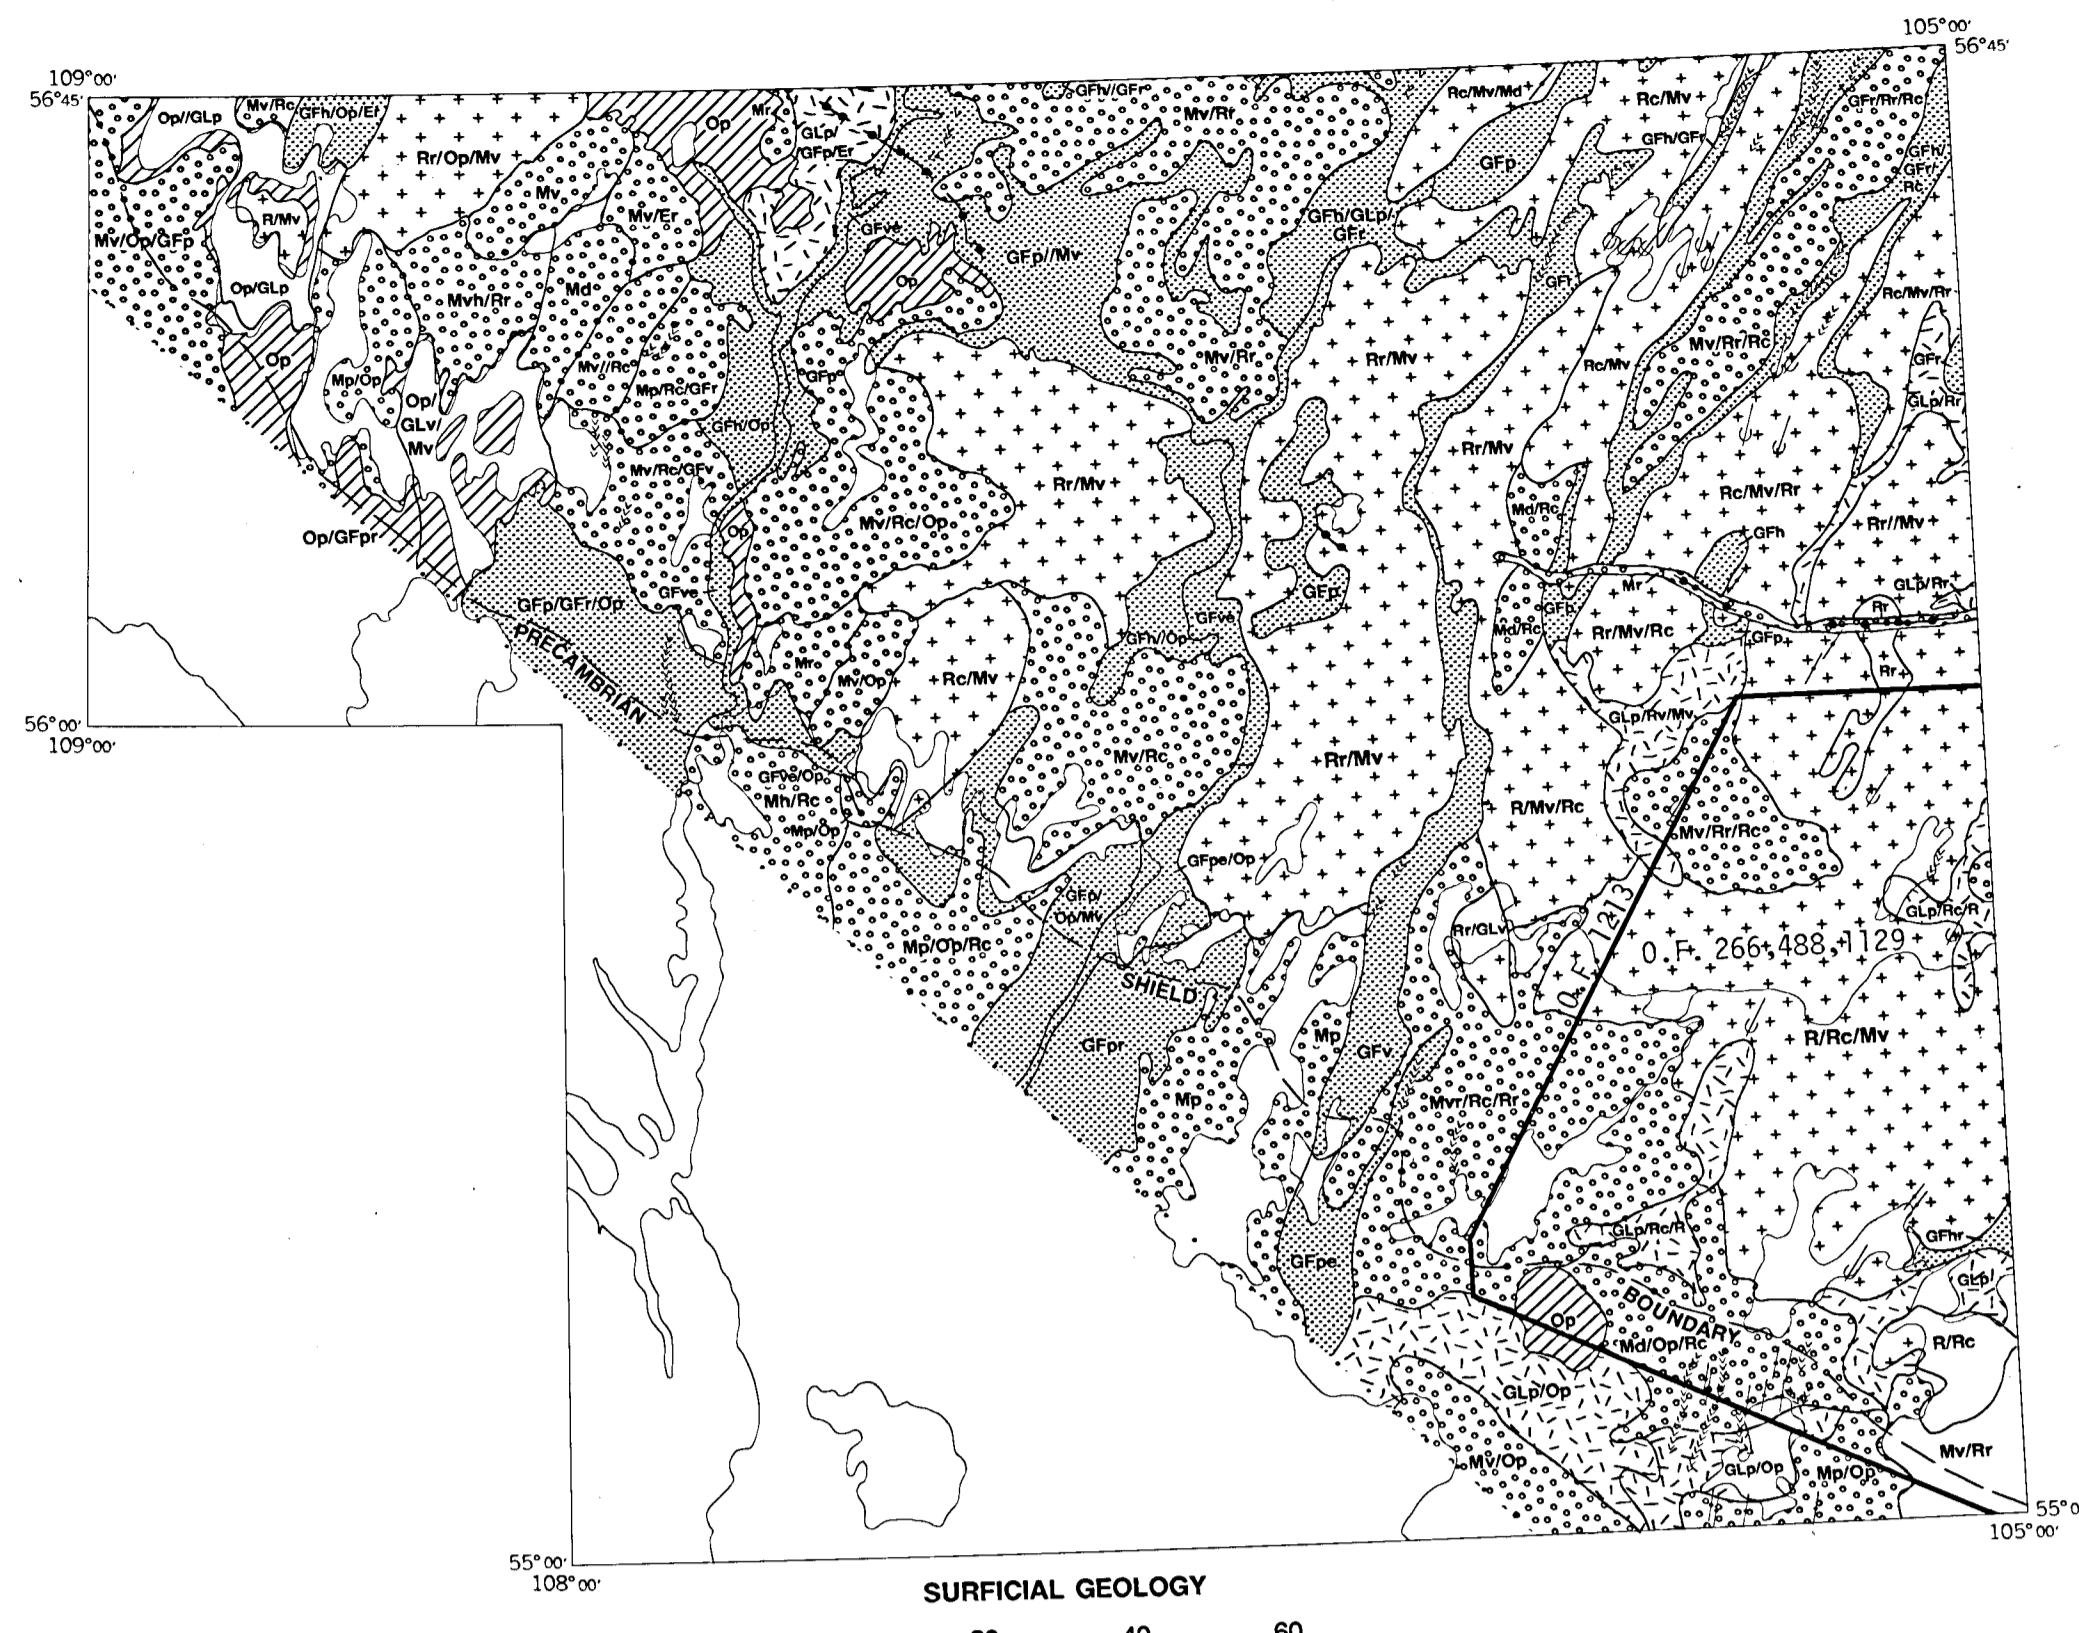 105°00'
56°45'
109°00'
56°45'
Op//GLp
Mv/Rc
GFh/Op/Er
Rr/Op/Mv
Op
Mr
GLp/
GFp/Er
GFh//GFr
Mv/Rr
Rc/Mv/Md
Rc/Mv
GFr/Rr/Rc
GFh/GFr
GFp
GFh/
GFr/
Rc
R/Mv
Mv
Mv/Er
GFve
GFh/GLp/
GFr
Mv/Op/GFp
GFp//Mv
Op/GLp
Mvh/Rr
Md
Op
GFr
Rc/Mv/Rr
Op
Mp/Op
Mv//Rc
Mp/Rc/GFr
GFp
Mv/Rr
Rr/Mv
Rc/Mv
Mv/Rr/Rc
GFr
GLp/Rr
Op/
GLv/
Mv
GFh/Op
Rr/Mv
Mv/Rc/GFv
Rr/Mv
Rc/Mv/Rr
Md/Rc
Mv/Rc/Op
Op
Op/GFpr
GFh
Rr//Mv
GFp/GFr/Op
GFve
GFp
GFve
Mr
GLp/Rr
Rr
GFp
Md/Rc
Rr/Mv/Rc
GFp
GFh//Op
PRECAMBRIAN
Mr
Mv/Op
Rc/Mv
Rr
56°00'
109°00'
GLp/Rv/Mv
GFve/Op
Mh/Rc
Mp/Op
Mv/Rc
Rr/Mv
R/Mv/Rc
Mv/Rr/Rc
GFpe/Op
GFp/
Op/Mv
Mp/Op/Rc
Rr/GLv
GLp/Rc/R
O.F. 1213
O.F. 266,488,1129
SHIELD
GFpr
Mp
GFv
R/Rc/Mv
Mp
Mvr/Rc/Rr
GLp/Rc/R
GFhr
GFpe
GLp/
BOUNDARY
Op
Md/Op/Rc
R/Rc
GLp/Op
Mv/Op
GLp/Op
Mp/Op
Mv/Rr
105°00'
55°00'
108°00'
SURFICIAL GEOLOGY